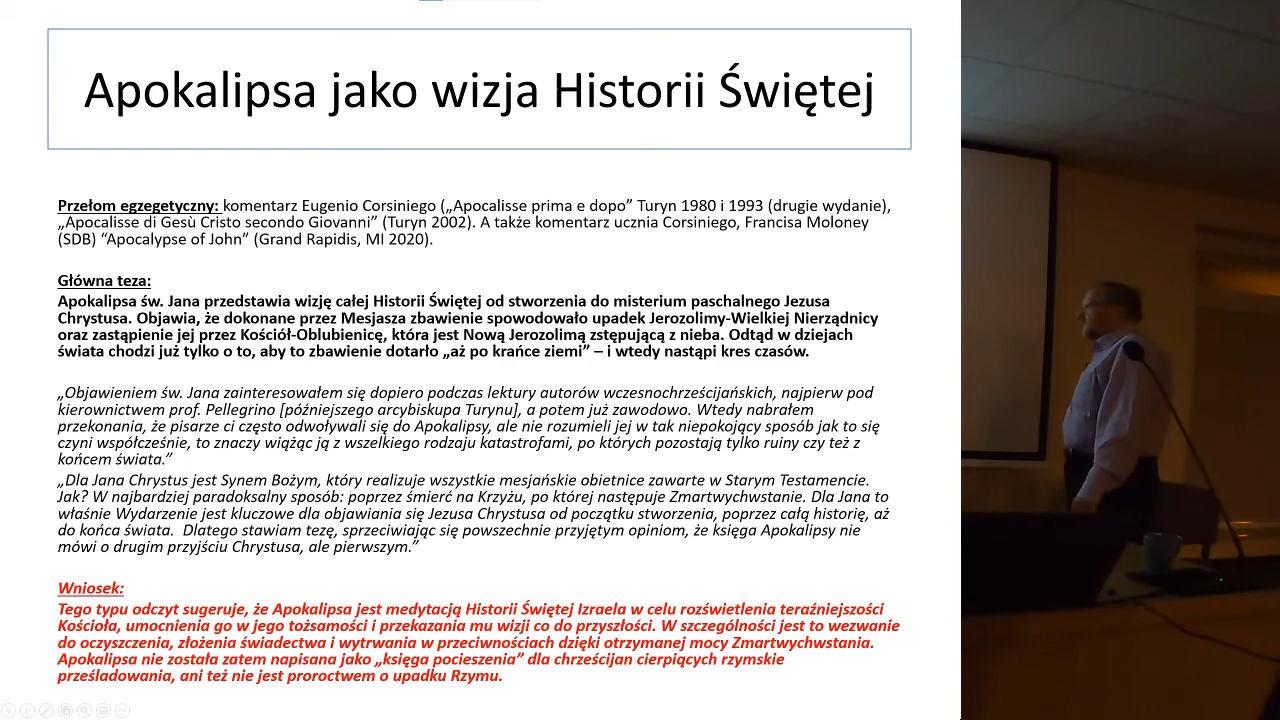 Apokalipsa jako wizja Historii Świętej
Przełom egzegetyczny: komentarz Eugenio Corsiniego („Apocalisse prima e dopo” Turyn 1980 i 1993 (drugie wydanie),
„Apocalisse di Gesù Cristo secondo Giovanni” (Turyn 2002). A także komentarz ucznia Corsiniego, Francisa Moloney
(SDB) “Apocalypse of John” (Grand Rapidis, MI 2020).
Główna teza:
Apokalipsa św. Jana przedstawia wizję całej Historii Świętej od stworzenia do misterium paschalnego Jezusa
Chrystusa. Objawia, że dokonane przez Mesjasza zbawienie spowodowało upadek Jerozolimy-Wielkiej Nierządnicy
oraz zastąpienie jej przez Kościół-Oblubienicę, która jest Nową Jerozolimą zstępującą z nieba. Odtąd w dziejach
świata chodzi już tylko o to, aby to zbawienie dotarło „aż po krańce ziemi” – i wtedy nastąpi kres czasów.
„Objawieniem św. Jana zainteresowałem się dopiero podczas lektury autorów wczesnochrześcijańskich, najpierw pod
kierownictwem prof. Pellegrino [późniejszego arcybiskupa Turynu], a potem już zawodowo. Wtedy nabrałem
przekonania, że pisarze ci często odwoływali się do Apokalipsy, ale nie rozumieli jej w tak niepokojący sposób jak to się
czyni współcześnie, to znaczy wiążąc ją z wszelkiego rodzaju katastrofami, po których pozostają tylko ruiny czy też z
końcem świata.”
„Dla Jana Chrystus jest Synem Bożym, który realizuje wszystkie mesjańskie obietnice zawarte w Starym Testamencie.
Jak? W najbardziej paradoksalny sposób: poprzez śmierć na Krzyżu, po której następuje Zmartwychwstanie. Dla Jana to
właśnie Wydarzenie jest kluczowe dla objawiania się Jezusa Chrystusa od początku stworzenia, poprzez całą historię, aż
do końca świata. Dlatego stawiam tezę, sprzeciwiając się powszechnie przyjętym opiniom, że księga Apokalipsy nie
mówi o drugim przyjściu Chrystusa, ale pierwszym.”
Wniosek:
Tego typu odczyt sugeruje, że Apokalipsa jest medytacją Historii Świętej Izraela w celu rozświetlenia teraźniejszości
Kościoła, umocnienia go w jego tożsamości i przekazania mu wizji co do przyszłości. W szczególności jest to wezwanie
do oczyszczenia, złożenia świadectwa i wytrwania w przeciwnościach dzięki otrzymanej mocy Zmartwychwstania.
Apokalipsa nie została zatem napisana jako „księga pocieszenia” dla chrześcijan cierpiących rzymskie
prześladowania, ani też nie jest proroctwem o upadku Rzymu.